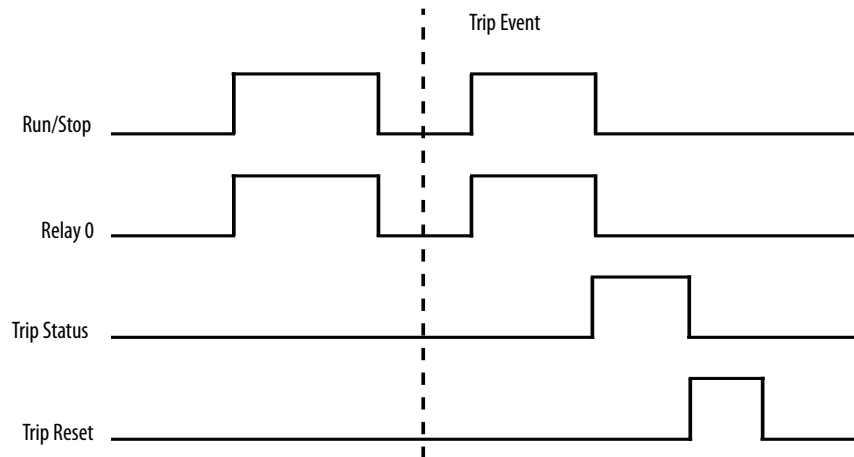 Trip Event
Run/Stop
Relay 0
Trip Status
Trip Reset